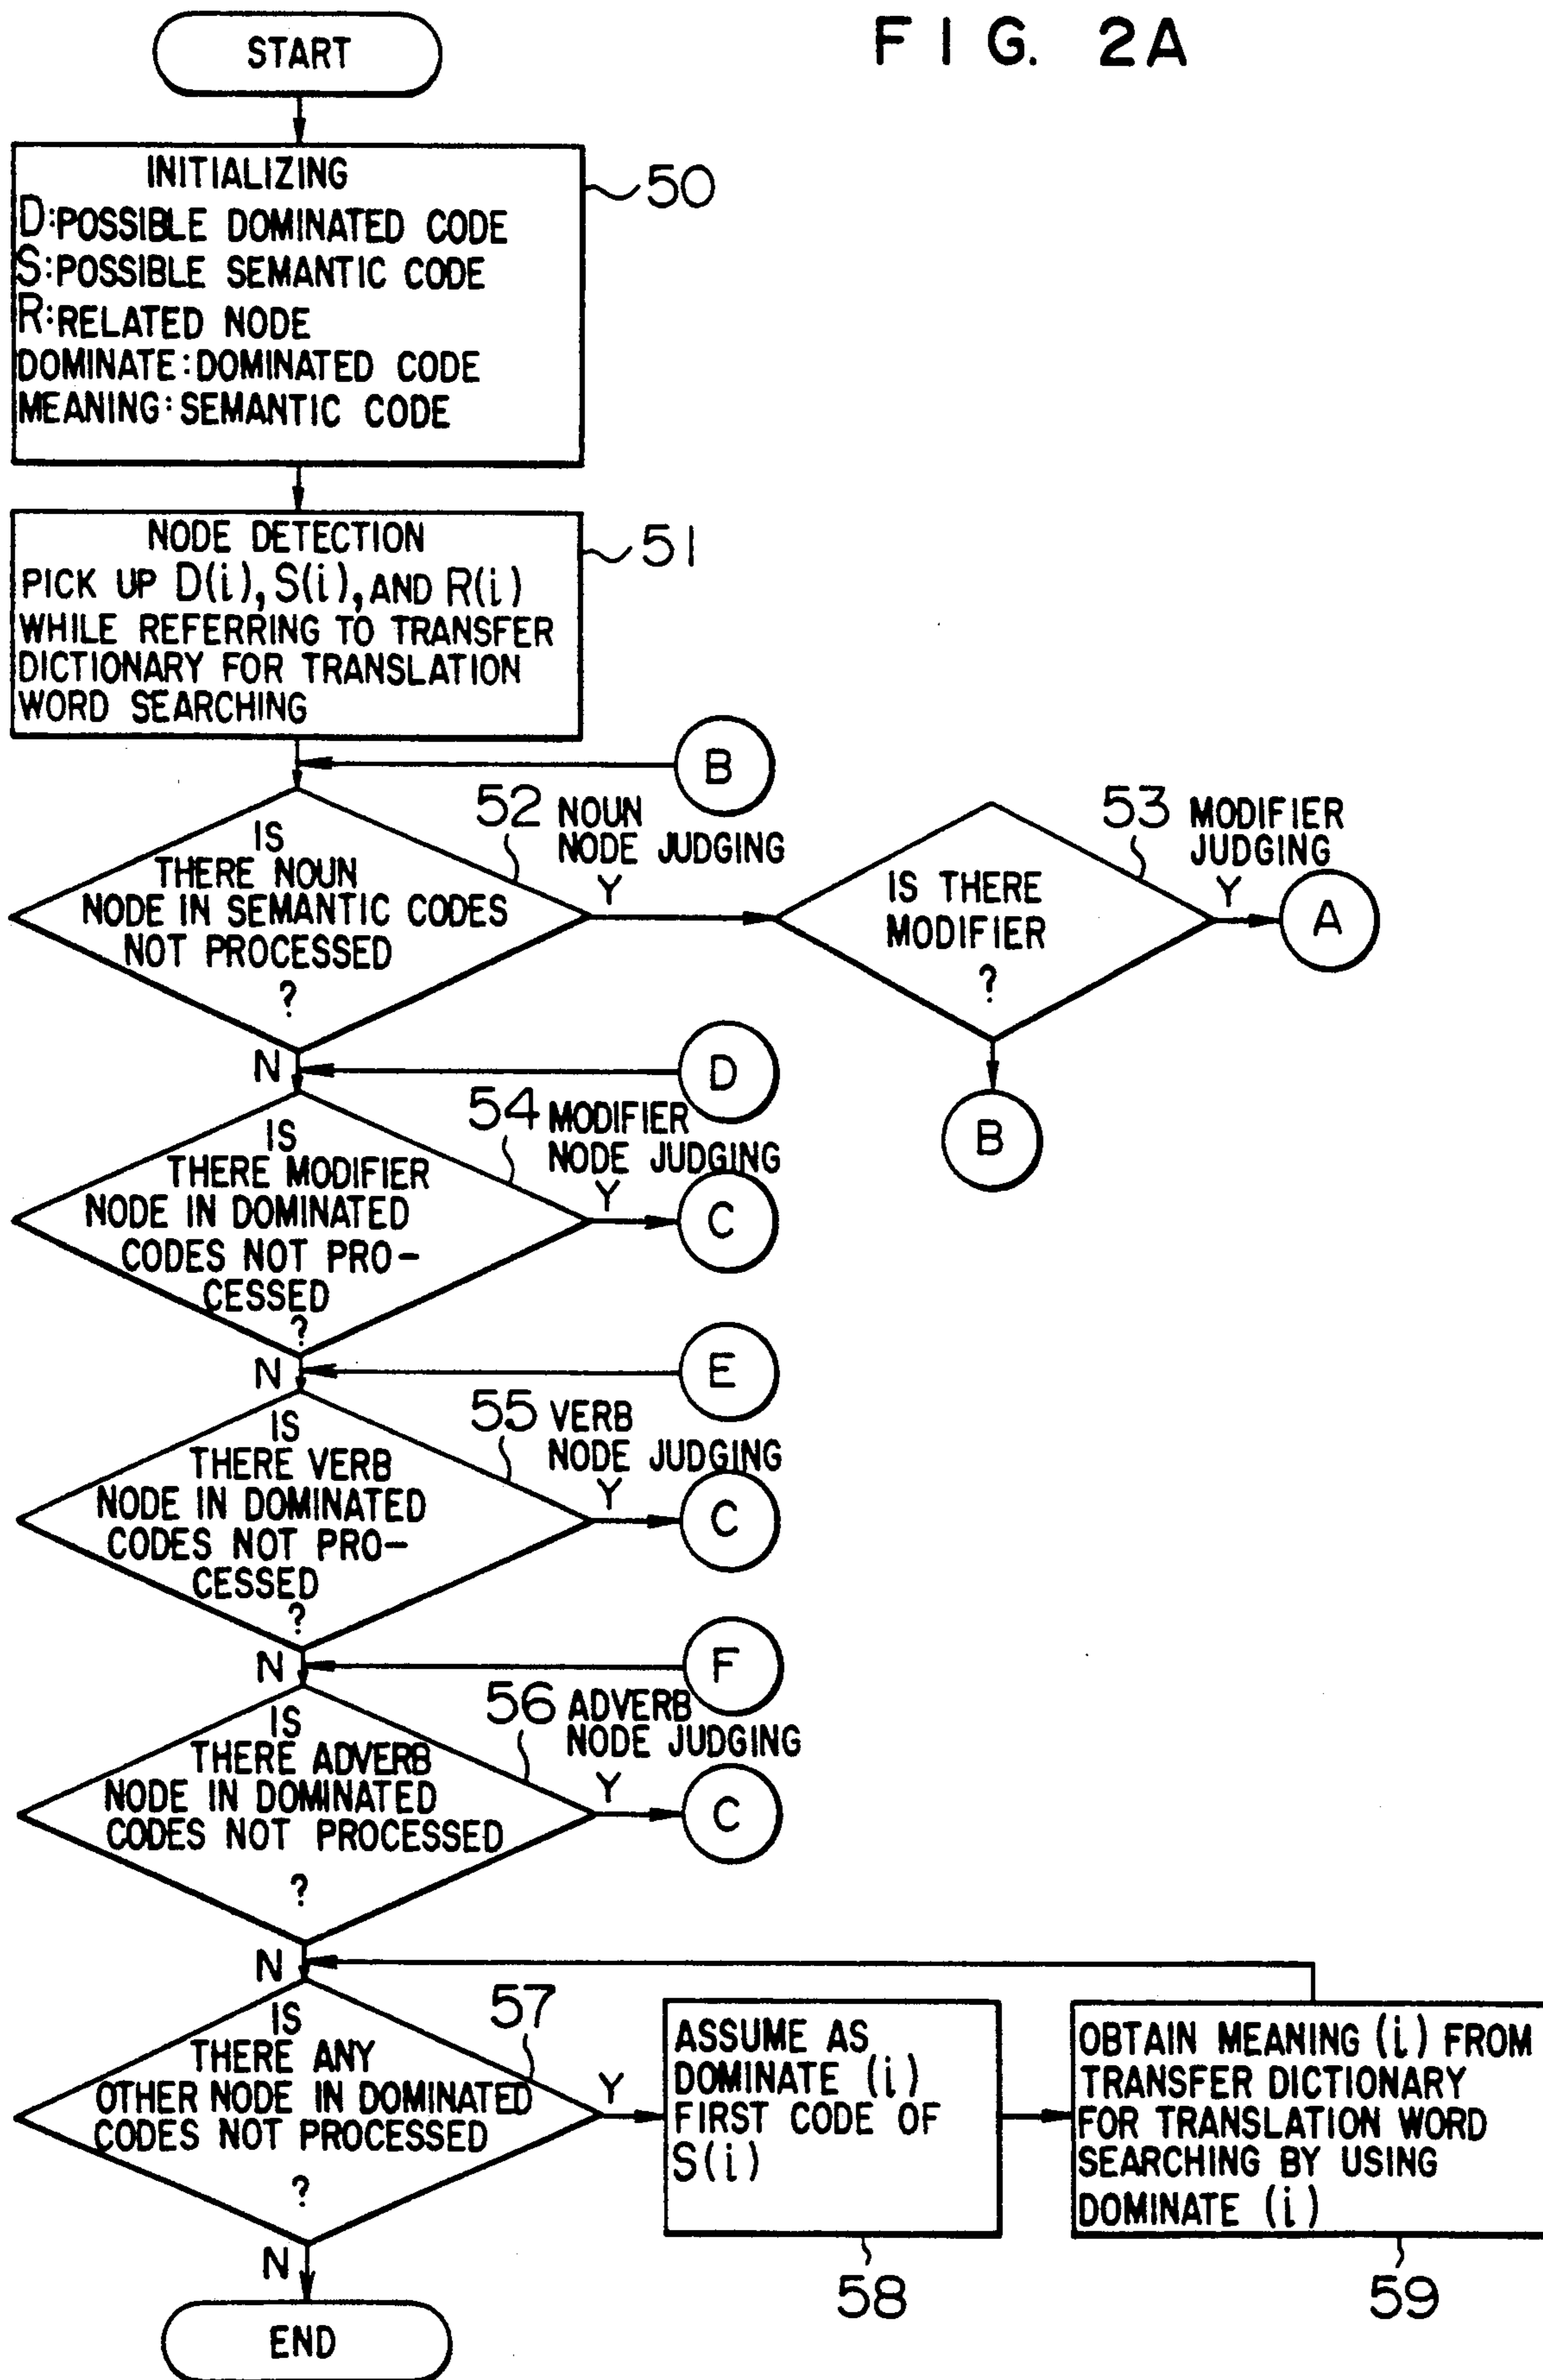 FIG. 2A
START
INITIALIZING
D:POSSIBLE DOMINATED CODE
S:POSSIBLE SEMANTIC CODE
R:RELATED NODE
DOMINATE:DOMINATED CODE
MEANING:SEMANTIC CODE
50
NODE DETECTION
PICK UP D(i), S(i), AND R(i)
WHILE REFERRING TO TRANSFER
DICTIONARY FOR TRANSLATION
WORD SEARCHING
51
B
IS
THERE NOUN
NODE IN SEMANTIC CODES
NOT PROCESSED
?
52 NOUN
NODE JUDGING
Y
IS THERE
MODIFIER
?
53 MODIFIER
JUDGING
Y
A
B
N
D
IS
THERE MODIFIER
NODE IN DOMINATED
CODES NOT PRO-
CESSED
?
54 MODIFIER
NODE JUDGING
Y
C
N
E
IS
THERE VERB
NODE IN DOMINATED
CODES NOT PRO-
CESSED
?
55 VERB
NODE JUDGING
Y
C
N
F
IS
THERE ADVERB
NODE IN DOMINATED
CODES NOT PROCESSED
?
56 ADVERB
NODE JUDGING
Y
C
N
IS
THERE ANY
OTHER NODE IN DOMINATED
CODES NOT PROCESSED
?
57
Y
ASSUME AS
DOMINATE (i)
FIRST CODE OF
S(i)
58
OBTAIN MEANING (i) FROM
TRANSFER DICTIONARY
FOR TRANSLATION WORD
SEARCHING BY USING
DOMINATE (i)
59
N
END